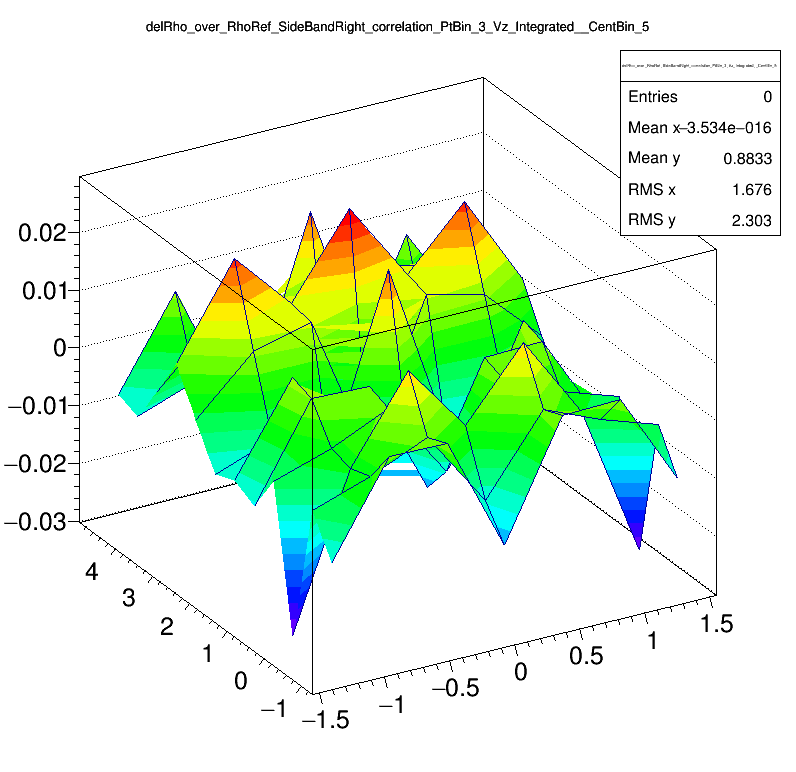 delRho_over_RhoRef_SideBandRight_correlation_PtBin_3_Vz_Integrated__CentBin_5
delRho_over_RhoRef_SideBandRight_correlation_PtBin_3_Vz_Integrated__CentBin_5
Entries 0
Mean x−3.534e−016
Mean y 0.8833
RMS x 1.676
RMS y 2.303
0.02
0.01
0
−0.01
−0.02
−0.03
4
3
2
1
0
−1
−1.5
−1
−0.5
0
0.5
1
1.5